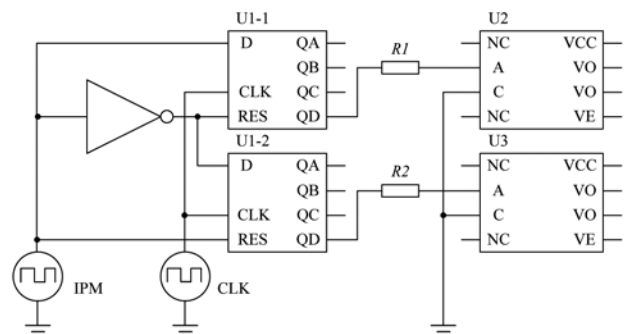 U1-1
D QA
QB
CLK QC
RES QD
R1
U2
NC VCC
A VO
C VO
NC VE
U1-2
D QA
QB
CLK QC
RES QD
R2
U3
NC VCC
A VO
C VO
NC VE
IPM
CLK